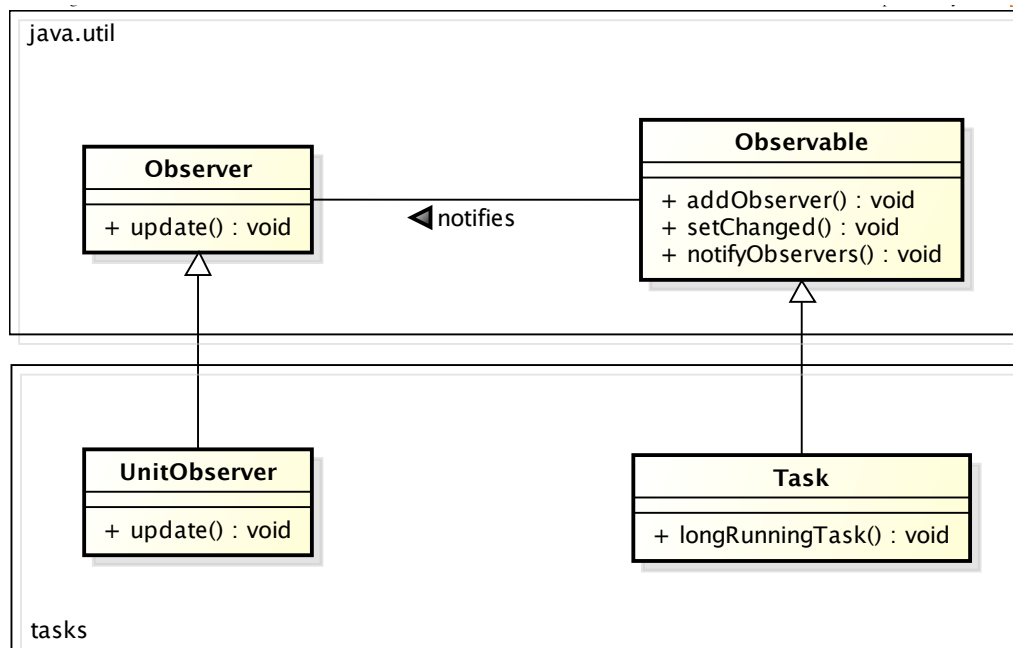 java.util
Observer
+ update() : void
Observable
+ addObserver() : void
+ setChanged() : void
+ notifyObservers() : void
notifies
UnitObserver
+ update() : void
Task
+ longRunningTask() : void
tasks